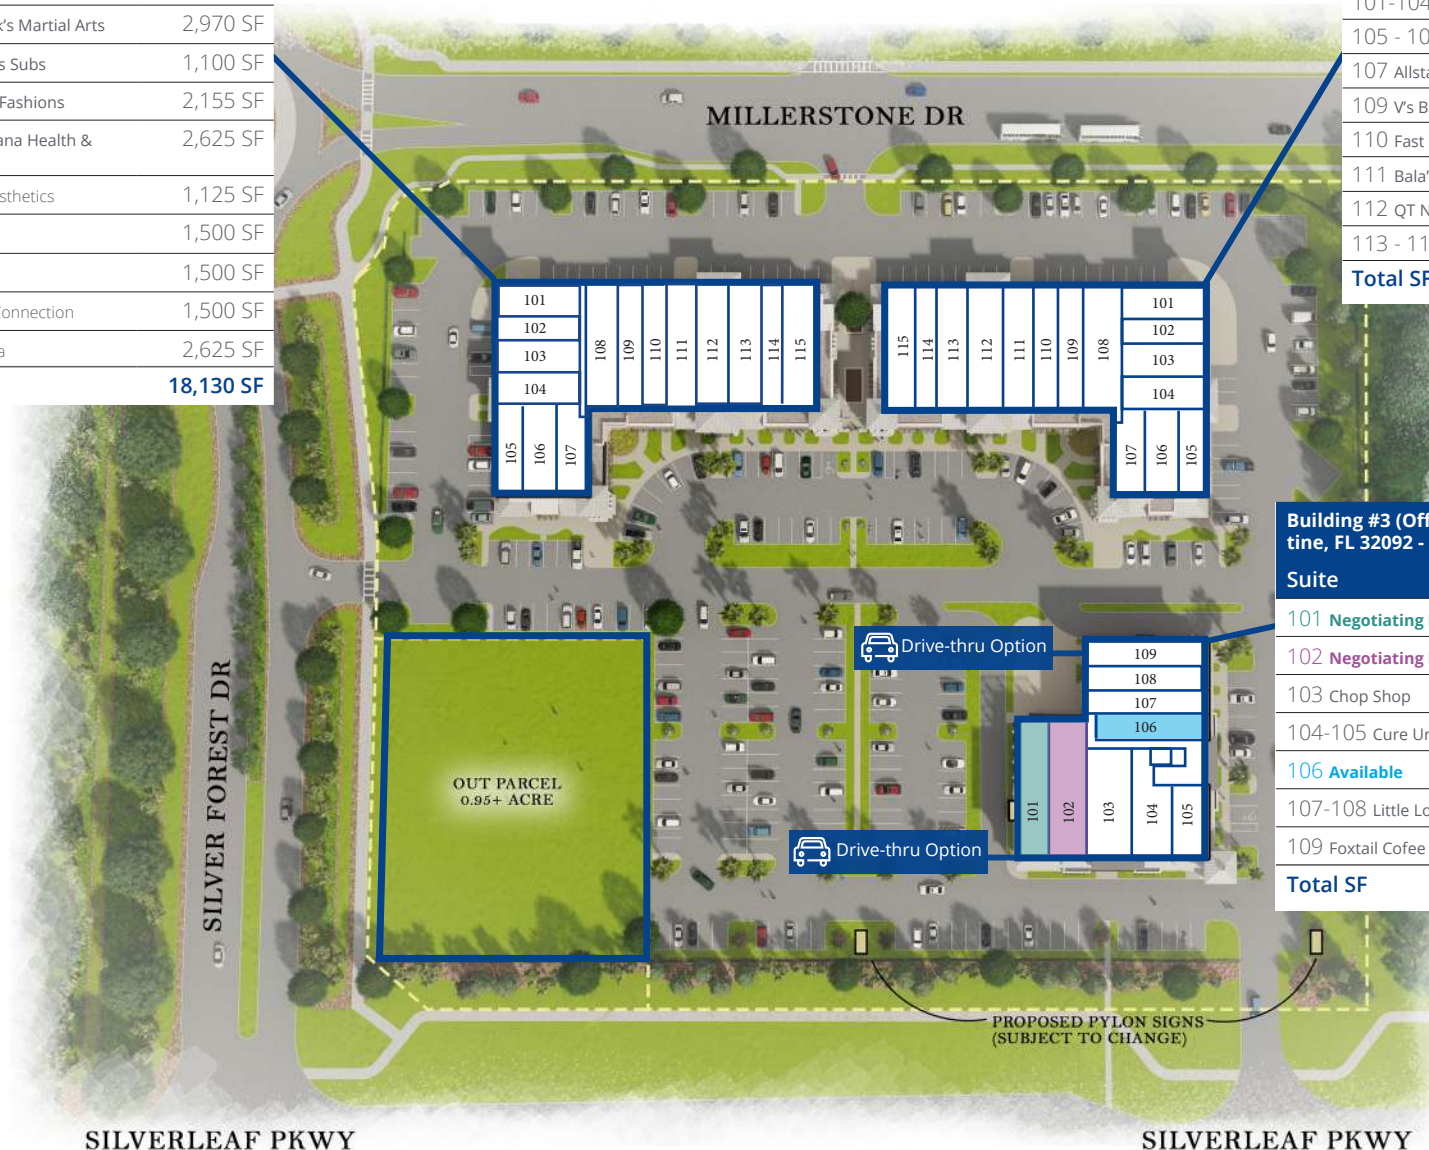 k's Martial Arts 2,970 SF
s Subs 1,100 SF
Fashions 2,155 SF
ana Health & 2,625 SF
sthetics 1,125 SF
1,500 SF
1,500 SF
Connection 1,500 SF
a 2,625 SF
18,130 SF
101-104
105 - 10
107 Allsta
109 V's B
110 Fast
111 Bala'
112 QT N
113 - 11
Total SF
MILLERSTONE DR
101
102
103
104
105
106
107
108
109
110
111
112
113
114
115
115
114
113
112
111
110
109
108
101
102
103
104
107
106
105
Building #3 (Off
tine, FL 32092 -
Suite
101 Negotiating
102 Negotiating
103 Chop Shop
104-105 Cure Ur
106 Available
107-108 Little Lo
109 Foxtail Cofee
Total SF
Drive-thru Option
109
108
107
106
101
102
103
104
105
Drive-thru Option
OUT PARCEL
0.95+ ACRE
SILVER FOREST DR
PROPOSED PYLON SIGNS
(SUBJECT TO CHANGE)
SILVERLEAF PKWY
SILVERLEAF PKWY